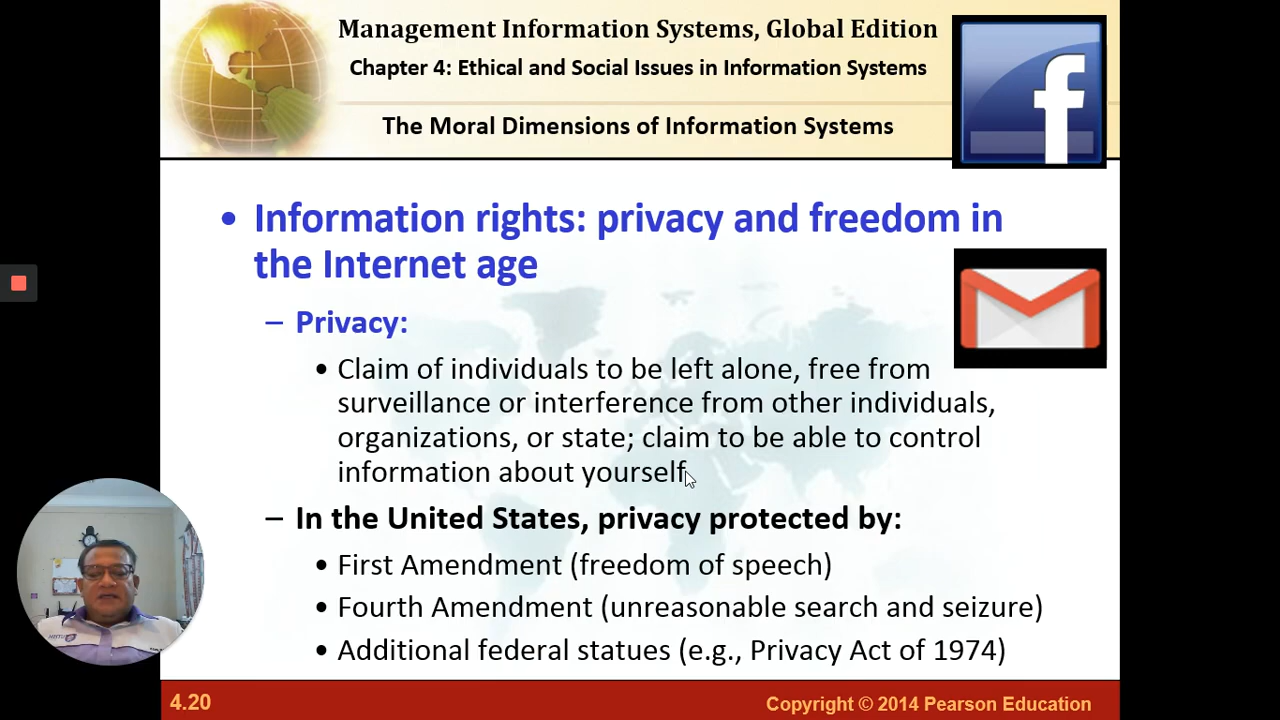 Management Information Systems, Global Edition
Chapter 4: Ethical and Social Issues in Information Systems
The Moral Dimensions of Information Systems
f
• Information rights: privacy and freedom in
the Internet age
– Privacy:
• Claim of individuals to be left alone, free from
surveillance or interference from other individuals,
organizations, or state; claim to be able to control
information about yourself.
– In the United States, privacy protected by:
• First Amendment (freedom of speech)
• Fourth Amendment (unreasonable search and seizure)
• Additional federal statues (e.g., Privacy Act of 1974)
4.20
Copyright © 2014 Pearson Education